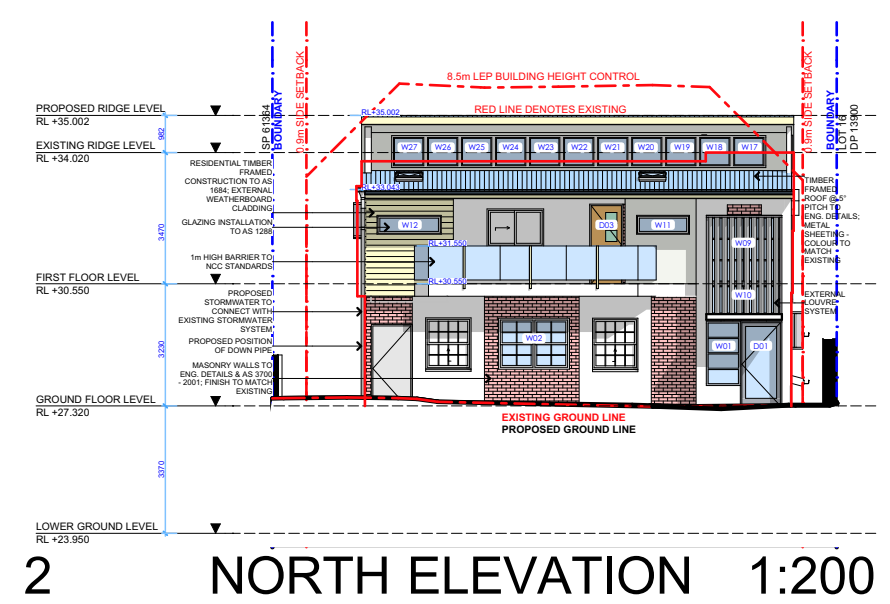 8.5m LEP BUILDING HEIGHT CONTROL
RED LINE DENOTES EXISTING
0.9m SIDE SETBACK
BOUNDARY
SP 61384
0.9m SIDE SETBACK
BOUNDARY
LOT 16
DP 13900
PROPOSED RIDGE LEVEL
RL +35.002
982
EXISTING RIDGE LEVEL
RL +34.020
3470
FIRST FLOOR LEVEL
RL +30.550
3230
GROUND FLOOR LEVEL
RL +27.320
3370
LOWER GROUND LEVEL
RL +23.950
RESIDENTIAL TIMBER
FRAMED
CONSTRUCTION TO AS
1684; EXTERNAL
WEATHERBOARD
CLADDING
GLAZING INSTALLATION
TO AS 1288
1m HIGH BARRIER TO
NCC STANDARDS
PROPOSED
STORMWATER TO
CONNECT WITH
EXISTING STORMWATER
SYSTEM
PROPOSED POSITION
OF DOWN PIPE
MASONRY WALLS TO
ENG. DETAILS & AS 3700
- 2001; FINISH TO MATCH
EXISTING
RL+35.002
W27 W26 W25 W24 W23 W22 W21 W20 W19 W18 W17
RL+33.040
W12
D03
W11
RL+31.550
RL+30.550
W09
W10
W02
W01
D01
TIMBER
FRAMED
ROOF @ 5°
PITCH TO
ENG. DETAILS;
METAL
SHEETING -
COLOUR TO
MATCH
EXISTING
EXTERNAL
LOUVRE
SYSTEM
EXISTING GROUND LINE
PROPOSED GROUND LINE
2 NORTH ELEVATION 1:200